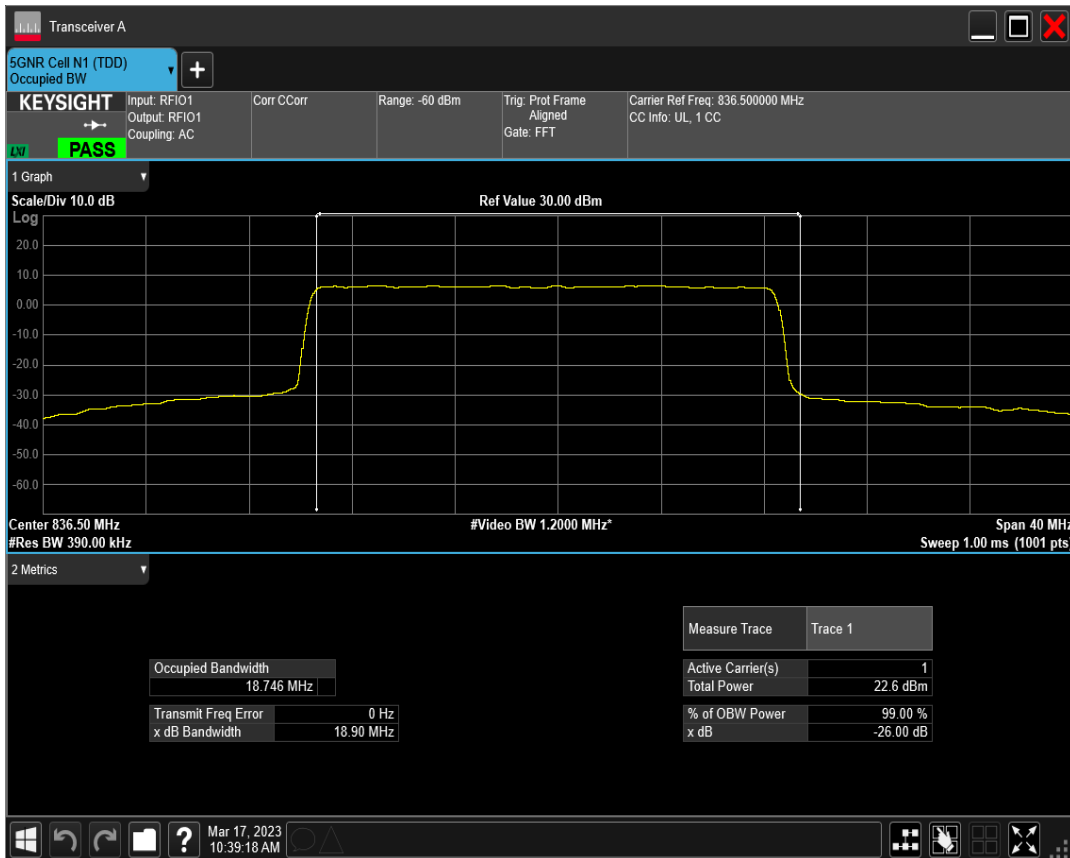 Transceiver A
5GNR Cell N1 (TDD)
Occupied BW
+
KEYSIGHT
LXI
PASS
Input: RFIO1
Output: RFIO1
Coupling: AC
Corr CCorr
Range: -60 dBm
Trig: Prot Frame
Aligned
Gate: FFT
Carrier Ref Freq: 836.500000 MHz
CC Info: UL, 1 CC
1 Graph
Scale/Div 10.0 dB
Ref Value 30.00 dBm
Log
20.0
10.0
0.00
-10.0
-20.0
-30.0
-40.0
-50.0
-60.0
Center 836.50 MHz
#Video BW 1.2000 MHz*
Span 40 MHz
#Res BW 390.00 kHz
Sweep 1.00 ms (1001 pts)
2 Metrics
Measure Trace Trace 1
Occupied Bandwidth
18.746 MHz
Active Carrier(s) 1
Total Power 22.6 dBm
Transmit Freq Error 0 Hz
x dB Bandwidth 18.90 MHz
% of OBW Power 99.00 %
x dB -26.00 dB
?
Mar 17, 2023
10:39:18 AM